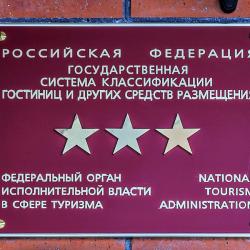 РОССИЙСКАЯ ФЕДЕРАЦИЯ
ГОСУДАРСТВЕННАЯ
СИСТЕМА КЛАССИФИКАЦИИ
ГОСТИНИЦ И ДРУГИХ СРЕДСТВ РАЗМЕЩЕНИЯ
ФЕДЕРАЛЬНЫЙ ОРГАН
ИСПОЛНИТЕЛЬНОЙ ВЛАСТИ
В СФЕРЕ ТУРИЗМА
NATIONAL
TOURISM
ADMINISTRATION